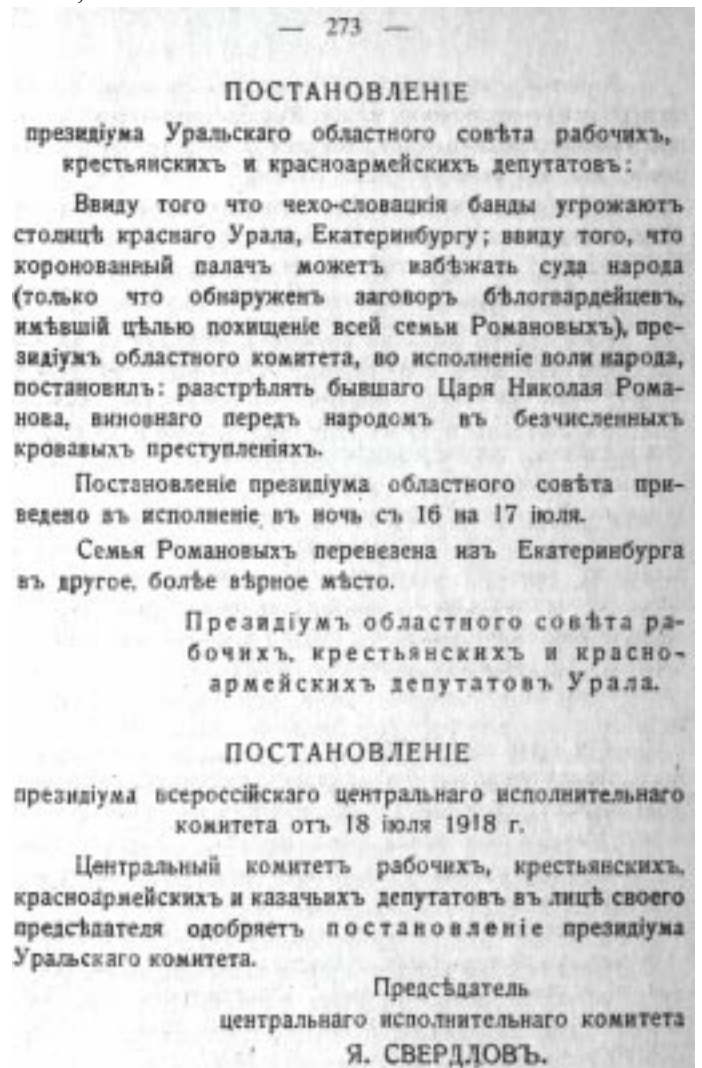 — 273 —
ПОСТАНОВЛЕНІЕ
президіума Уральскаго областного совѣта рабочихъ,
крестьянскихъ и красноармейскихъ депутатовъ:
Ввиду того что чехо-словацкія банды угрожаютъ
столицѣ краснаго Урала, Екатеринбургу; ввиду того, что
коронованный палачъ можетъ избѣжать суда народа
(только что обнаруженъ заговоръ бѣлогвардейцевъ,
имѣвшій цѣлью похищеніе всей семьи Романовыхъ), пре-
зидіумъ областного комитета, во исполненіе воли народа,
постановилъ: разстрѣлять бывшаго Царя Николая Рома-
нова, виновнаго передъ народомъ въ безчисленныхъ
кровавыхъ преступленіяхъ.
Постановленіе президіума областного совѣта при-
ведено въ исполненіе въ ночь съ 16 на 17 іюля.
Семья Романовыхъ перевезена изъ Екатеринбурга
въ другое, болѣе вѣрное мѣсто.
Президіумъ областного совѣта ра-
бочихъ, крестьянскихъ и красно-
армейскихъ депутатовъ Урала.
ПОСТАНОВЛЕНІЕ
президіума всероссійскаго центральнаго исполнительнаго
комитета отъ 18 іюля 1918 г.
Центральный комитетъ рабочихъ, крестьянскихъ,
красноармейскихъ и казачьихъ депутатовъ въ лицѣ своего
предсѣдателя одобряетъ постановленіе президіума
Уральскаго комитета.
Предсѣдатель
центральнаго исполнительнаго комитета
Я. СВЕРДЛОВЪ.